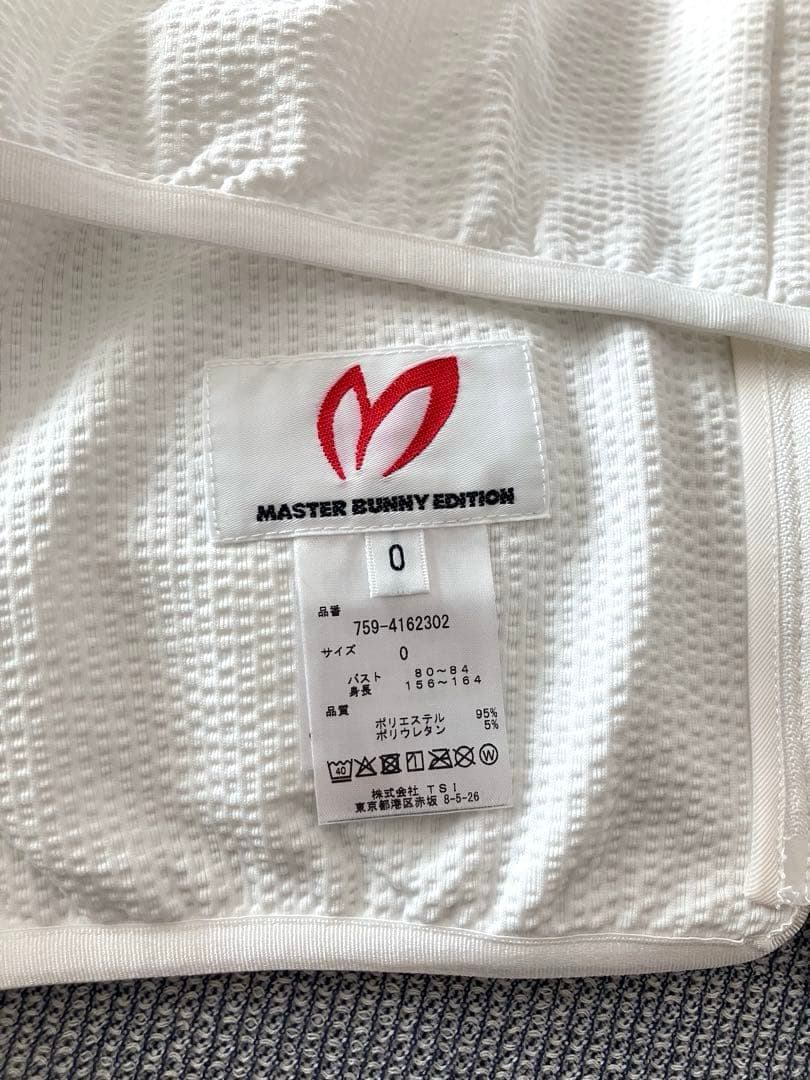 MASTER BUNNY EDITION
0
品番
759-4162302
サイズ 0
バスト 80～84
身長 156～164
品質
ポリエステル 95%
ポリウレタン 5%
40 W
株式会社 TSI
東京都港区赤坂 8-5-26